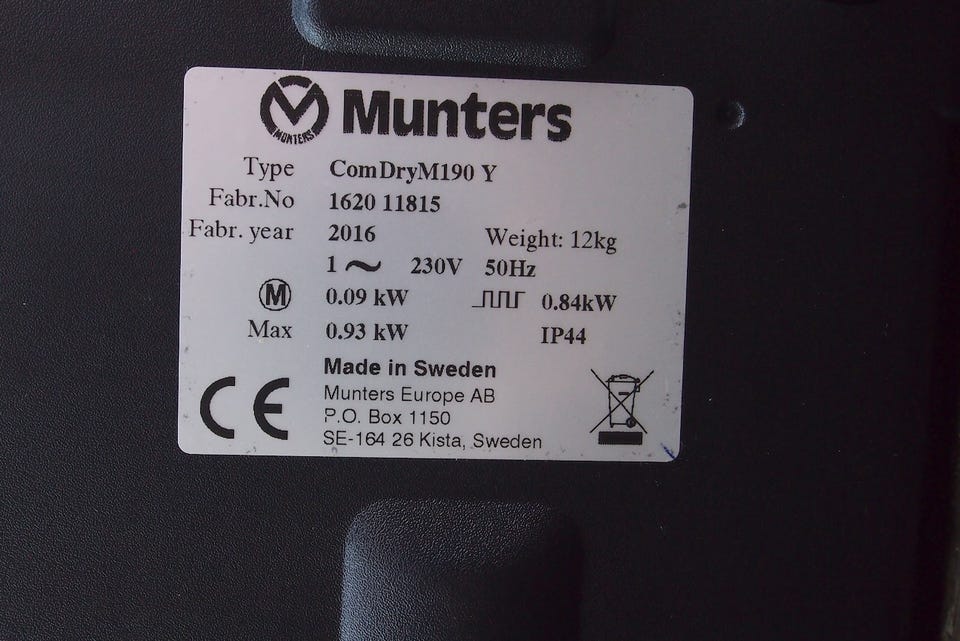 MUNTERS Munters
Type ComDryM190 Y
Fabr.No 1620 11815
Fabr. year 2016 Weight: 12kg
1 ~ 230V 50Hz
M 0.09 kW 0.84kW
Max 0.93 kW IP44
Made in Sweden
Munters Europe AB
P.O. Box 1150
SE-164 26 Kista, Sweden
CE